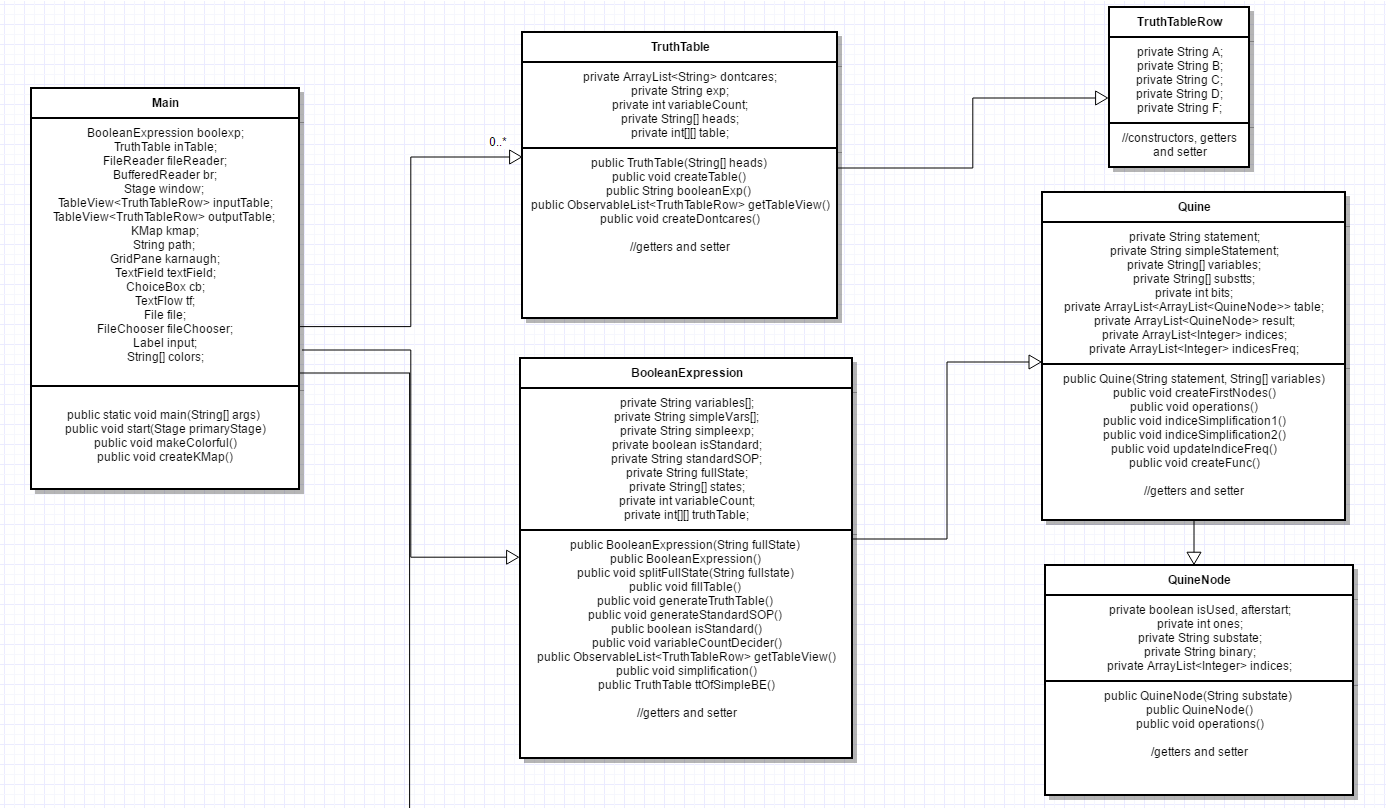 Main
BooleanExpression boolexp;
TruthTable inTable;
FileReader fileReader;
BufferedReader br;
Stage window;
TableView<TruthTableRow> inputTable;
TableView<TruthTableRow> outputTable;
KMap kmap;
String path;
GridPane karnaugh;
TextField textField;
ChoiceBox cb;
TextFlow tf;
File file;
FileChooser fileChooser;
Label input;
String[] colors;
public static void main(String[] args)
public void start(Stage primaryStage)
public void makeColorful()
public void createKMap()
0..*
TruthTable
private ArrayList<String> dontcares;
private String exp;
private int variableCount;
private String[] heads;
private int[][] table;
public TruthTable(String[] heads)
public void createTable()
public String booleanExp()
public ObservableList<TruthTableRow> getTableView()
public void createDontcares()
//getters and setter
BooleanExpression
private String variables[];
private String simpleVars[];
private String simpleexp;
private boolean isStandard;
private String standardSOP;
private String fullState;
private String[] states;
private int variableCount;
private int[][] truthTable;
public BooleanExpression(String fullState)
public BooleanExpression()
public void splitFullState(String fullstate)
public void fillTable()
public void generateTruthTable()
public void generateStandardSOP()
public boolean isStandard()
public void variableCountDecider()
public ObservableList<TruthTableRow> getTableView()
public void simplification()
public TruthTable ttOfSimpleBE()
//getters and setter
TruthTableRow
private String A;
private String B;
private String C;
private String D;
private String F;
//constructors, getters
and setter
Quine
private String statement;
private String simpleStatement;
private String[] variables;
private String[] substts;
private int bits;
private ArrayList<ArrayList<QuineNode>> table;
private ArrayList<QuineNode> result;
private ArrayList<Integer> indices;
private ArrayList<Integer> indicesFreq;
public Quine(String statement, String[] variables)
public void createFirstNodes()
public void operations()
public void indiceSimplification1()
public void indiceSimplification2()
public void updateIndiceFreq()
public void createFunc()
//getters and setter
QuineNode
private boolean isUsed, afterstart;
private int ones;
private String substate;
private String binary;
private ArrayList<Integer> indices;
public QuineNode(String substate)
public QuineNode()
public void operations()
/getters and setter